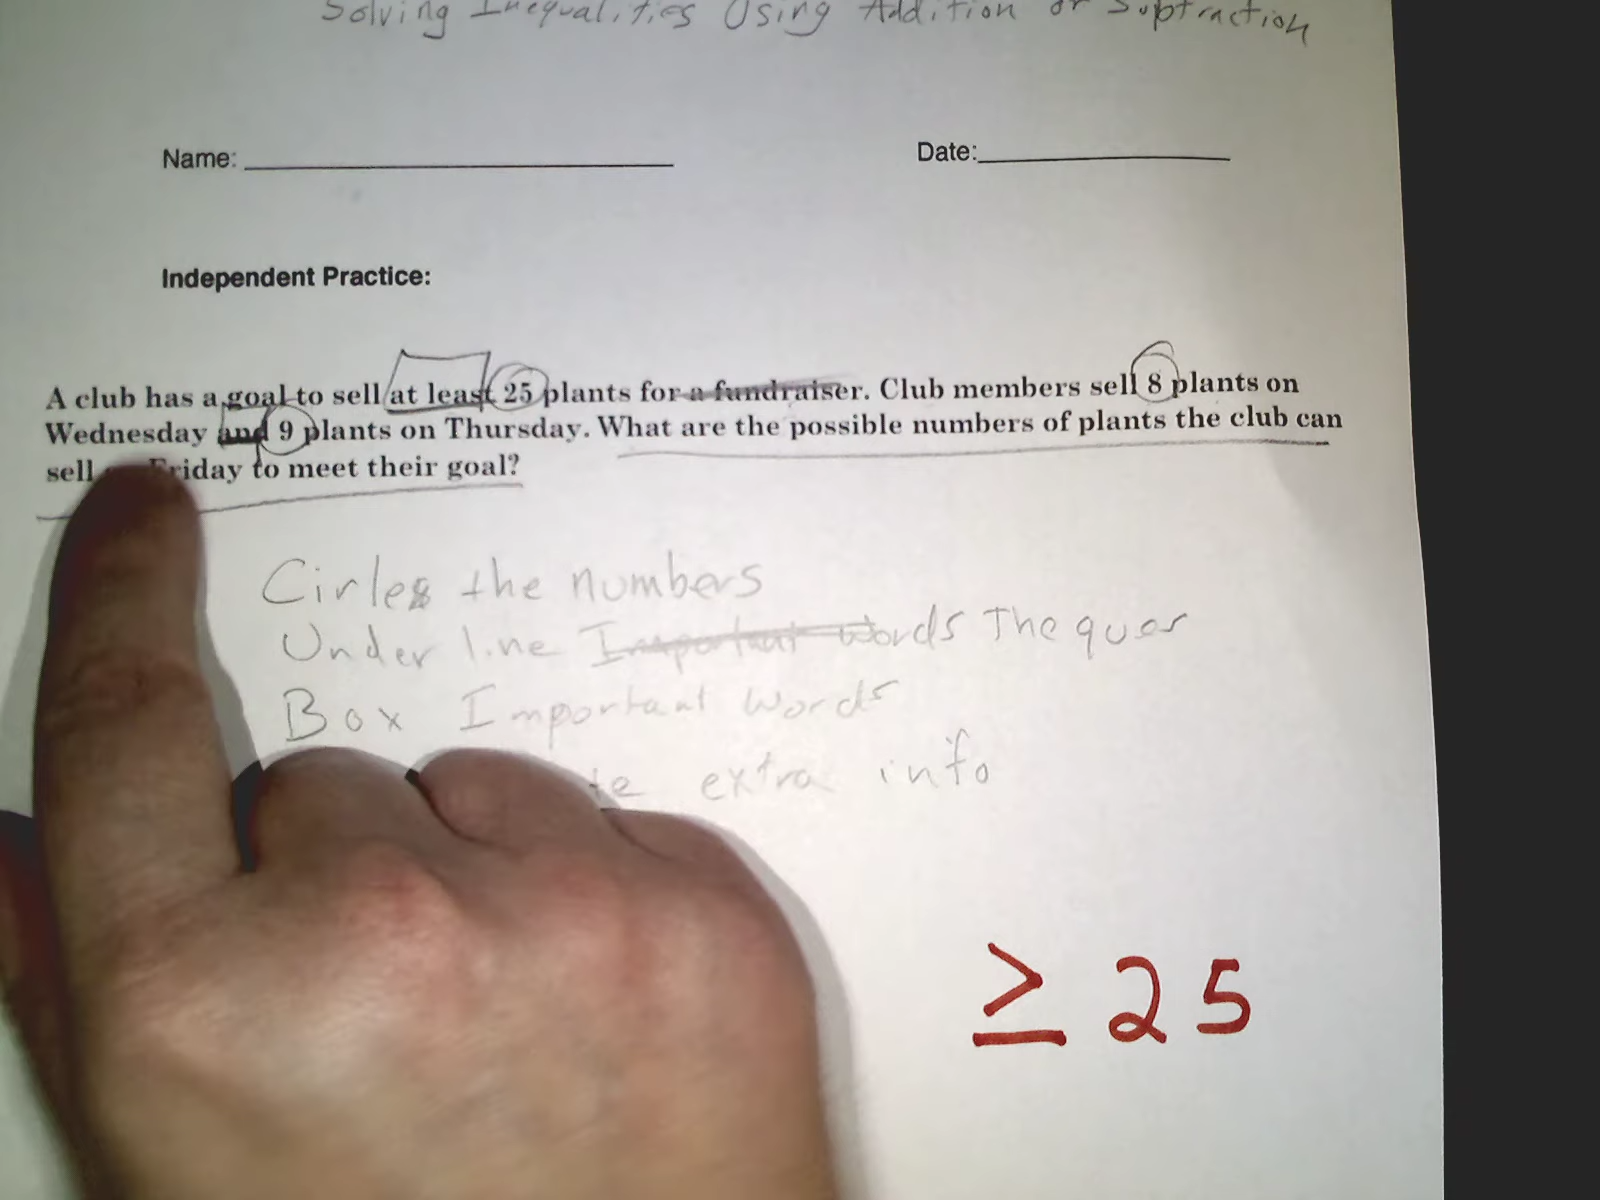 Solving Inequalities Using Addition or Subtraction
Name: Date:
Independent Practice:
A club has a goal to sell at least 25 plants for a fundraiser. Club members sell 8 plants on
Wednesday and 9 plants on Thursday. What are the possible numbers of plants the club can
sell Friday to meet their goal?
Cirles the numbers
Under line Important words The ques
Box Important words
extra info
≥ 25